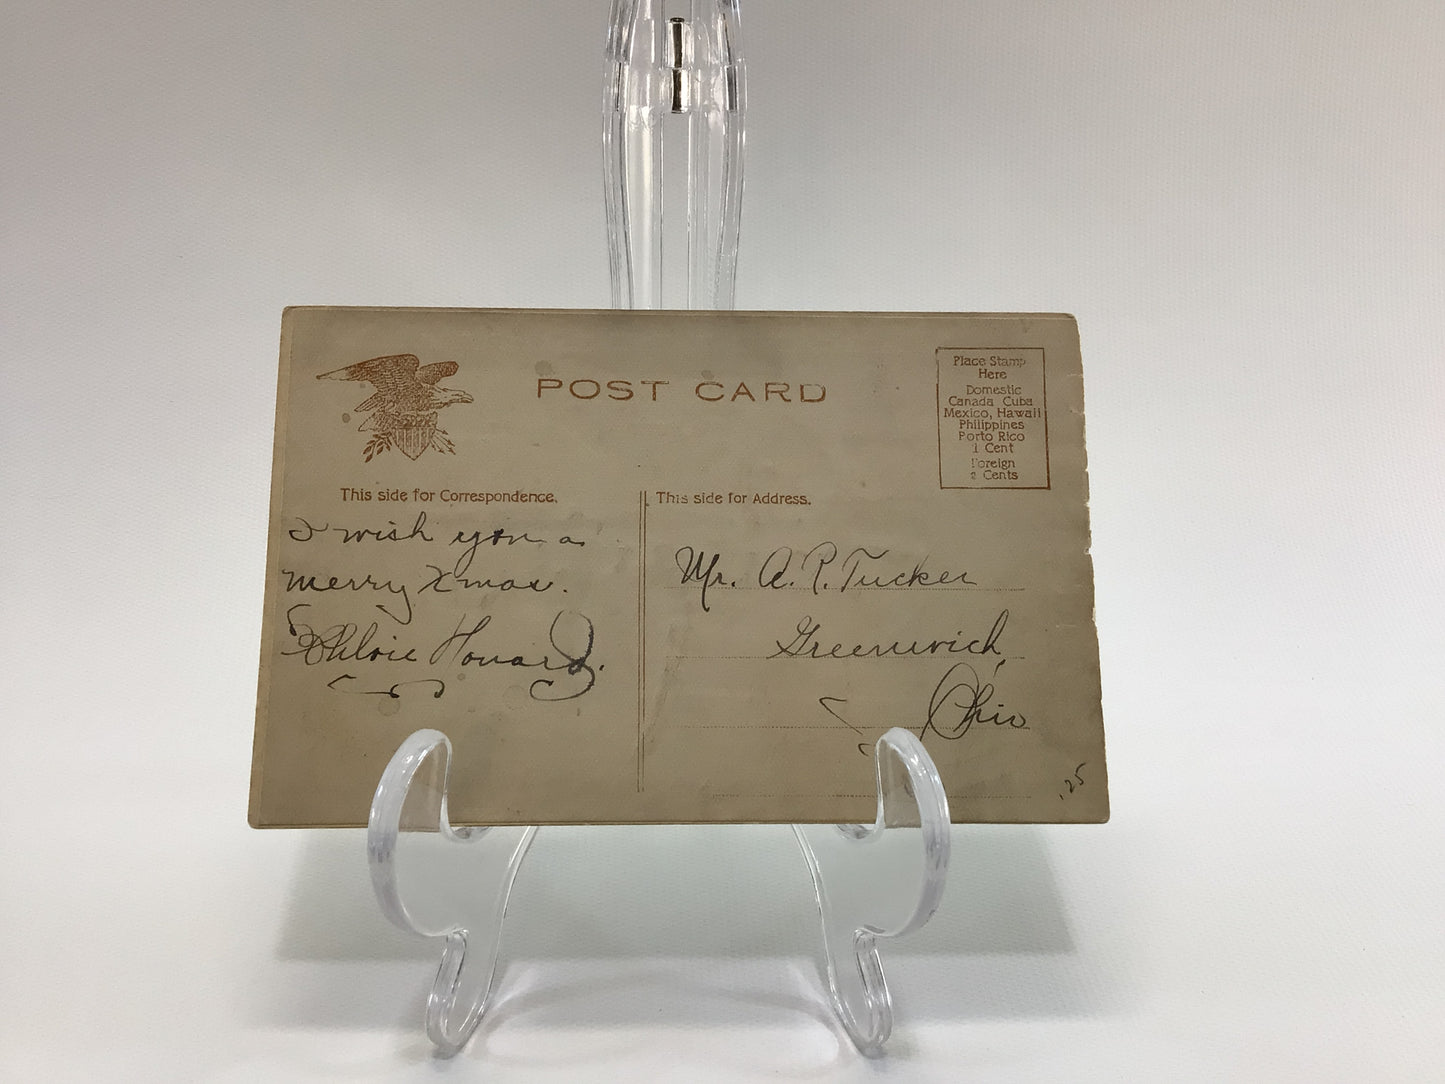 POST CARD
Place Stamp
Here
Domestic
Canada Cuba
Mexico, Hawaii
Philippines
Porto Rico
1 Cent
Foreign
2 Cents
This side for Correspondence.
This side for Address.
I wish you a
merry Xmas.
Howard.
Mr. A. P. Tucker
Greenwich,
Ohio
.25